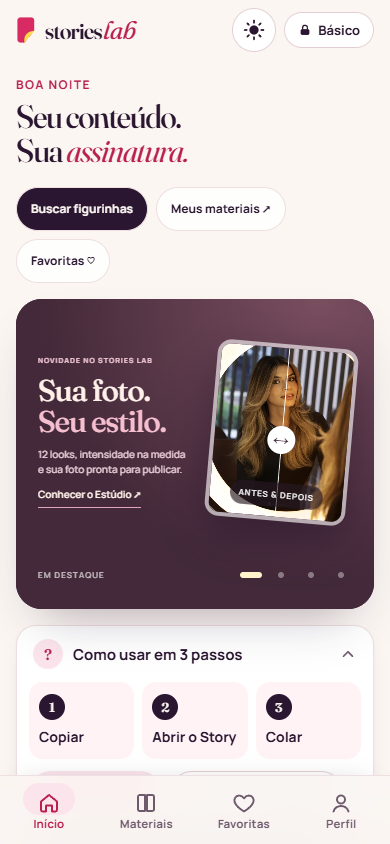 storieslab
Básico
BOA NOITE
Seu conteúdo.
Sua assinatura.
Buscar figurinhas
Meus materiais ↗
Favoritas ♡
NOVIDADE NO STORIES LAB
Sua foto.
Seu estilo.
12 looks, intensidade na medida
e sua foto pronta para publicar.
Conhecer o Estúdio ↗
ANTES & DEPOIS
EM DESTAQUE
? Como usar em 3 passos
1 2 3
Copiar Abrir o Story Colar
Início Materiais Favoritas Perfil